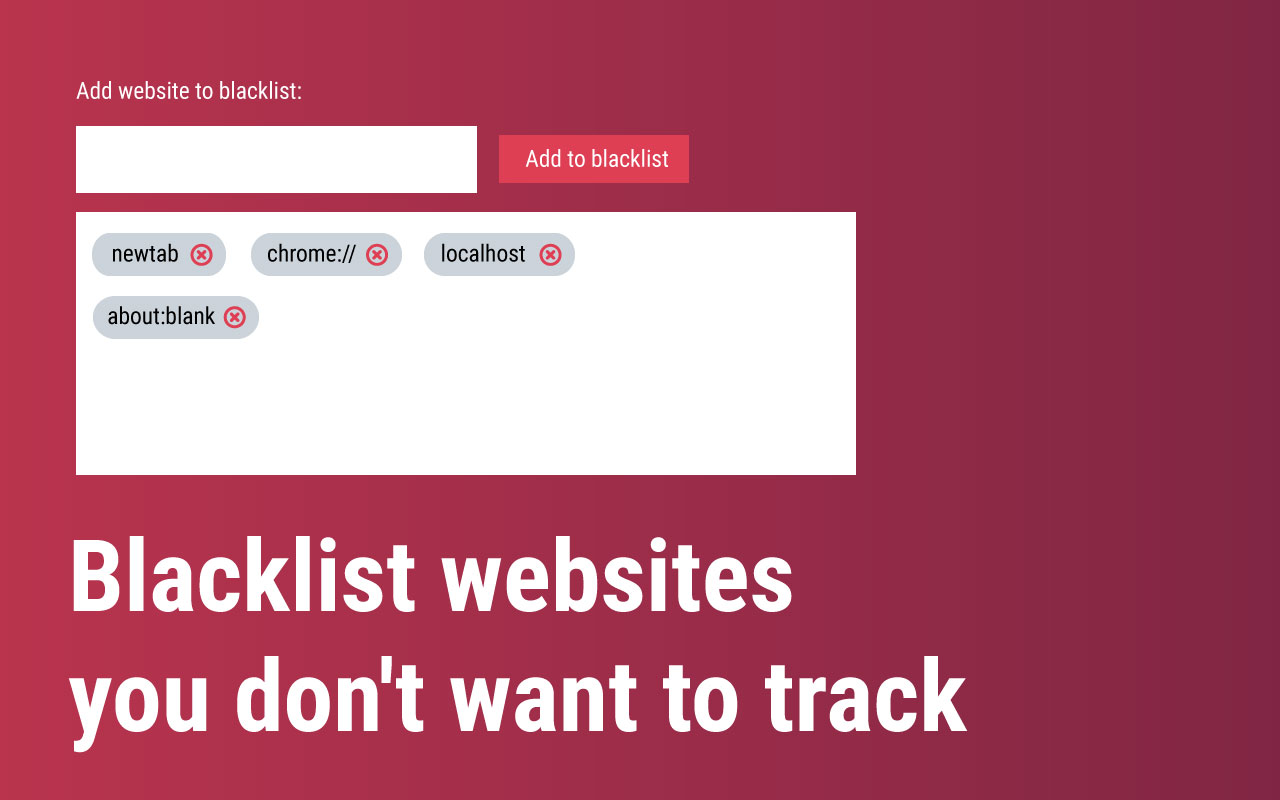 Add website to blacklist:
Add to blacklist
newtab chrome:// localhost
about:blank
Blacklist websites
you don't want to track